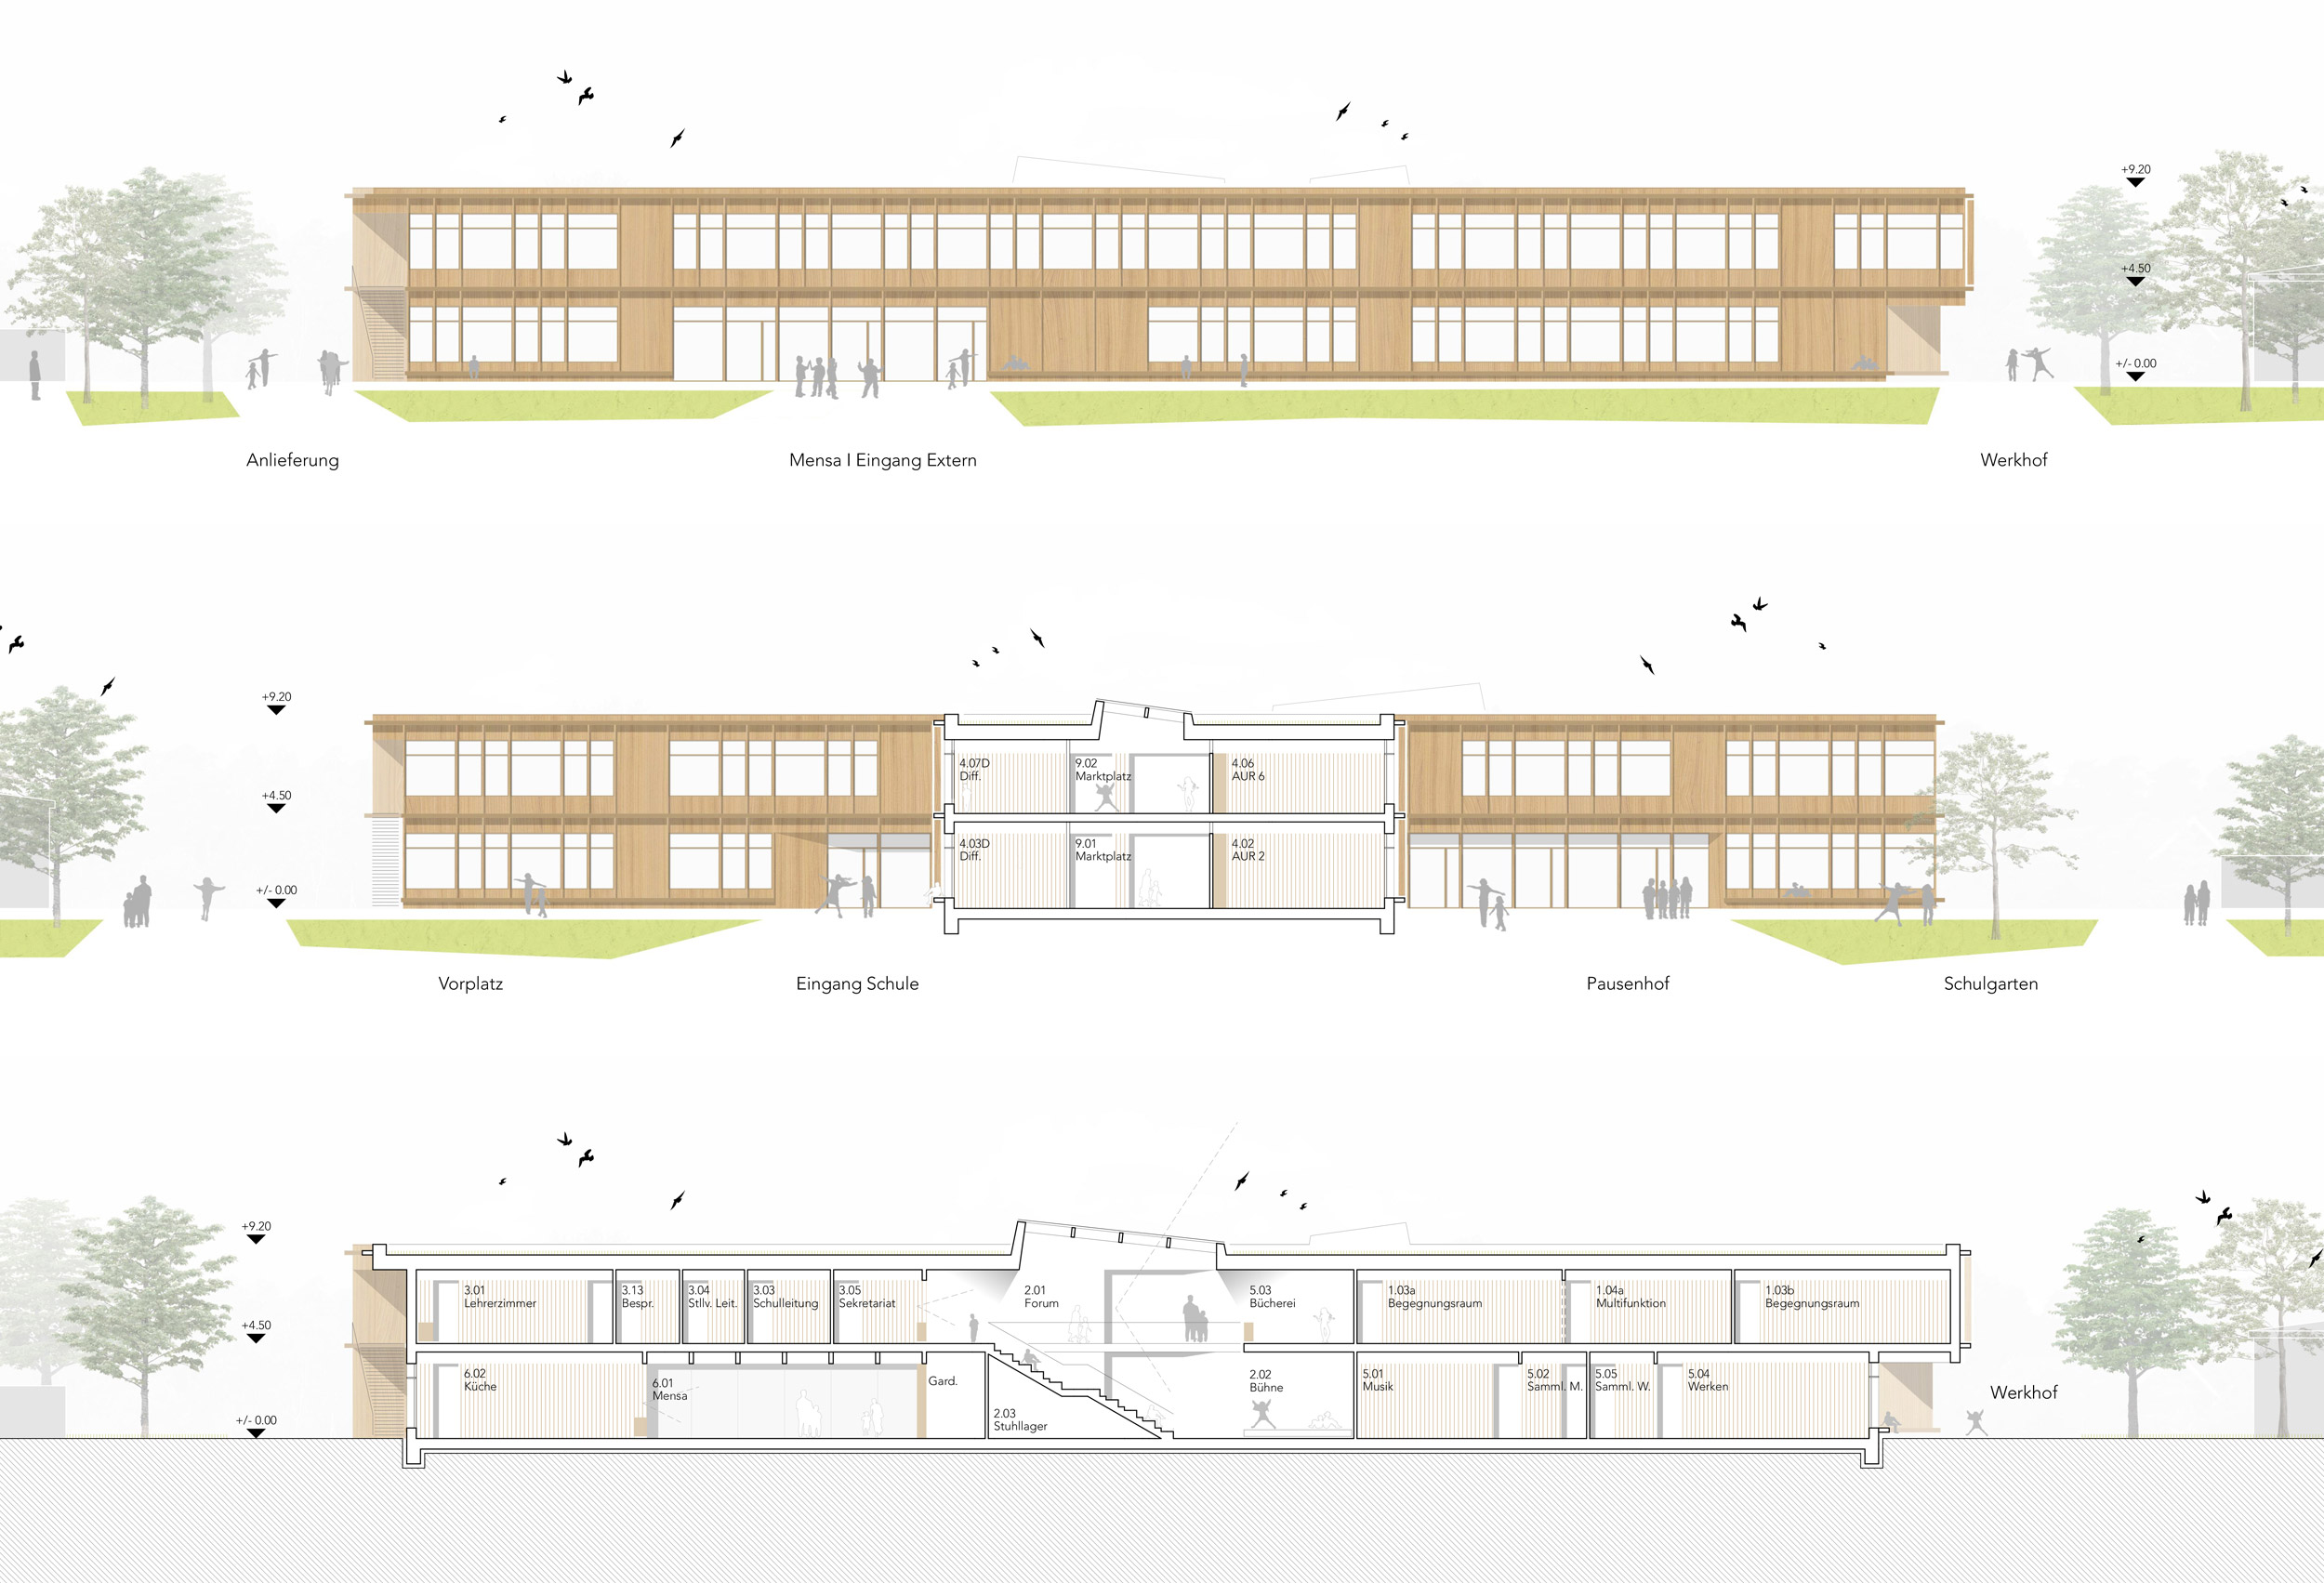 +9.20
+4.50
+/- 0.00
Anlieferung
Mensa I Eingang Extern
Werkhof
+9.20
+4.50
+/- 0.00
4.07D
Diff.
9.02
Marktplatz
4.06
AUR 6
4.03D
Diff.
9.01
Marktplatz
4.02
AUR 2
Vorplatz
Eingang Schule
Pausenhof
Schulgarten
+9.20
+4.50
+/- 0.00
3.01
Lehrerzimmer
3.13
Bespr.
3.04
Stllv. Leit.
3.03
Schulleitung
3.05
Sekretariat
2.01
Forum
5.03
Bücherei
1.03a
Begegnungsraum
1.04a
Multifunktion
1.03b
Begegnungsraum
6.02
Küche
6.01
Mensa
Gard.
2.03
Stuhllager
2.02
Bühne
5.01
Musik
5.02
Samml. M.
5.05
Samml. W.
5.04
Werken
Werkhof